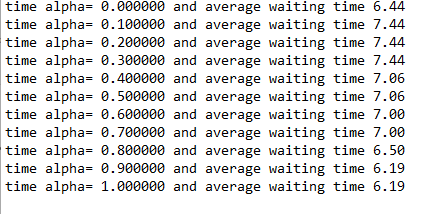 time alpha= 0.000000 and average waiting time 6.44
time alpha= 0.100000 and average waiting time 7.44
time alpha= 0.200000 and average waiting time 7.44
time alpha= 0.300000 and average waiting time 7.44
time alpha= 0.400000 and average waiting time 7.06
time alpha= 0.500000 and average waiting time 7.06
time alpha= 0.600000 and average waiting time 7.00
time alpha= 0.700000 and average waiting time 7.00
time alpha= 0.800000 and average waiting time 6.50
time alpha= 0.900000 and average waiting time 6.19
time alpha= 1.000000 and average waiting time 6.19